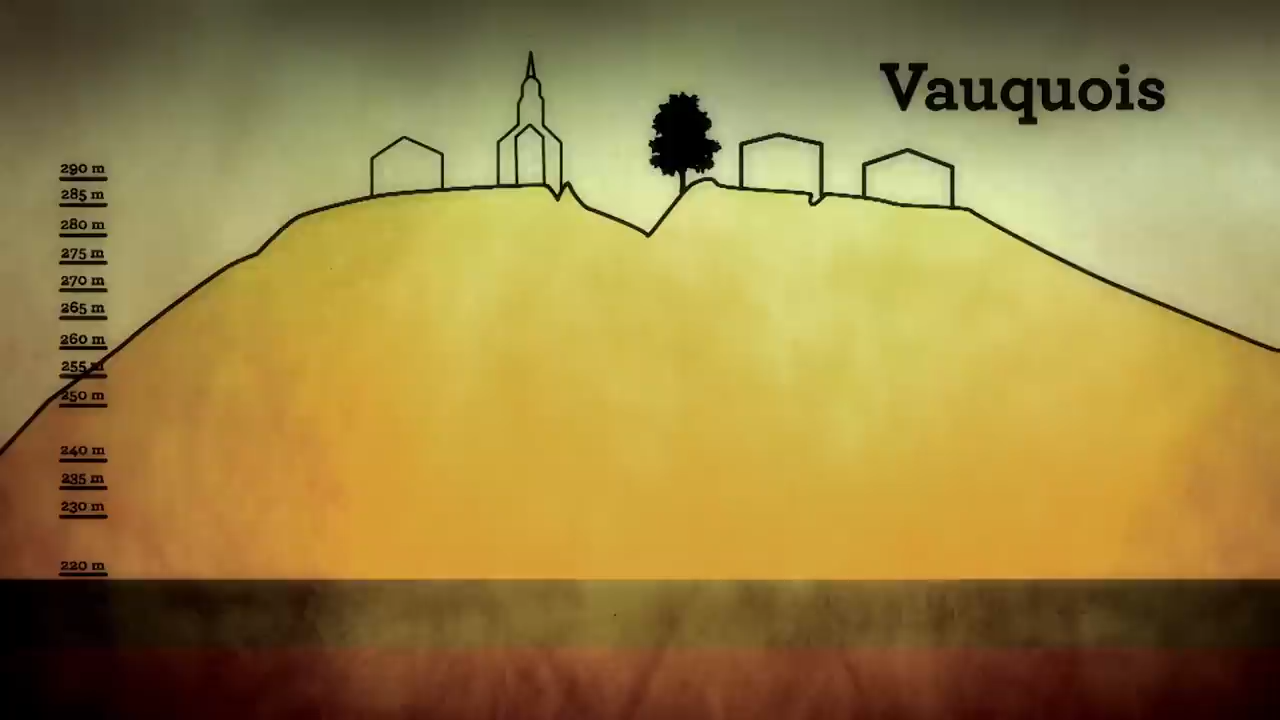 Vauquois
290 m
285 m
280 m
275 m
270 m
265 m
260 m
255 m
250 m
240 m
235 m
230 m
220 m